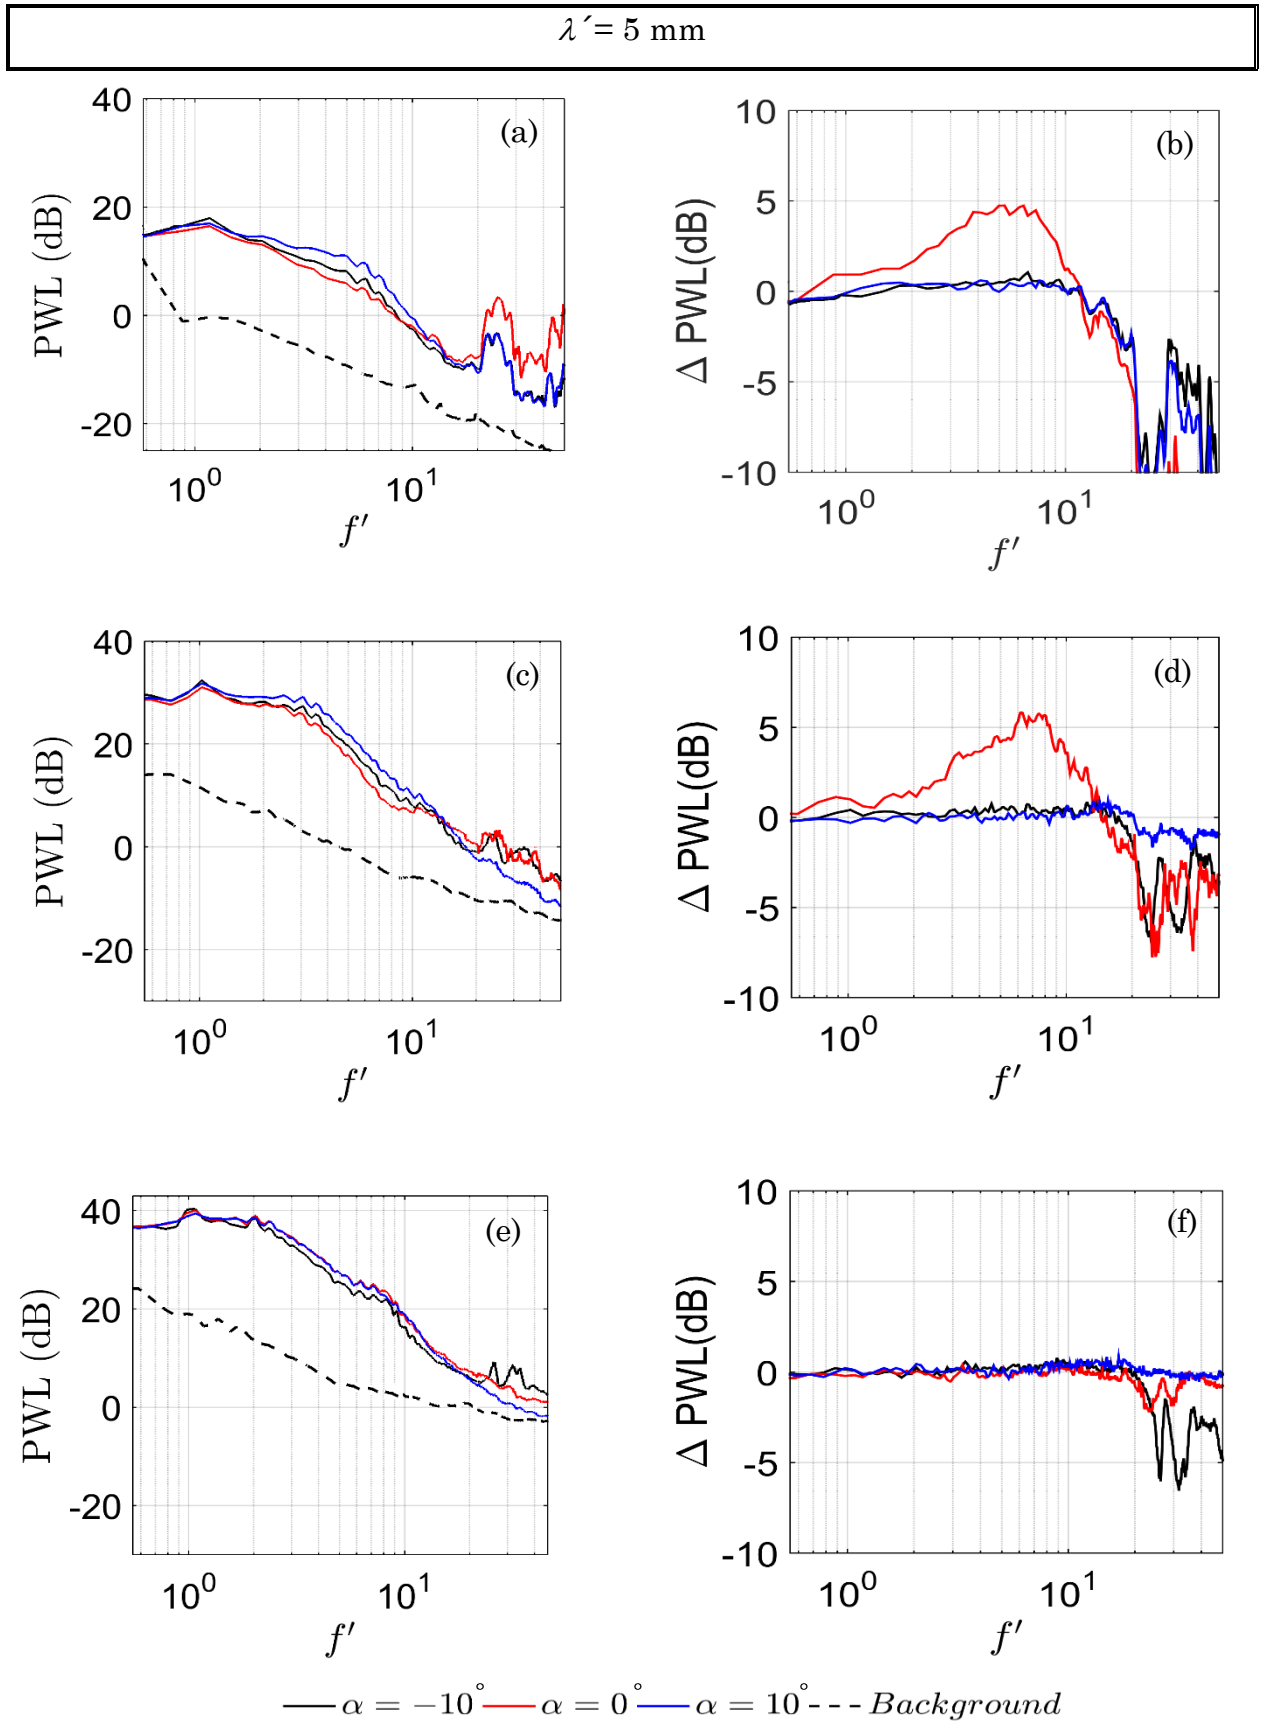 λ´= 5 mm
40
20
0
-20
PWL (dB)
(a)
10⁰ 10¹
f′
10
5
0
-5
-10
Δ PWL(dB)
(b)
10⁰ 10¹
f′
40
20
0
-20
PWL (dB)
(c)
10⁰ 10¹
f′
10
5
0
-5
-10
Δ PWL(dB)
(d)
10⁰ 10¹
f′
40
20
0
-20
PWL (dB)
(e)
10⁰ 10¹
f′
10
5
0
-5
-10
Δ PWL(dB)
(f)
10⁰ 10¹
f′
α = −10° α = 0° α = 10° Background